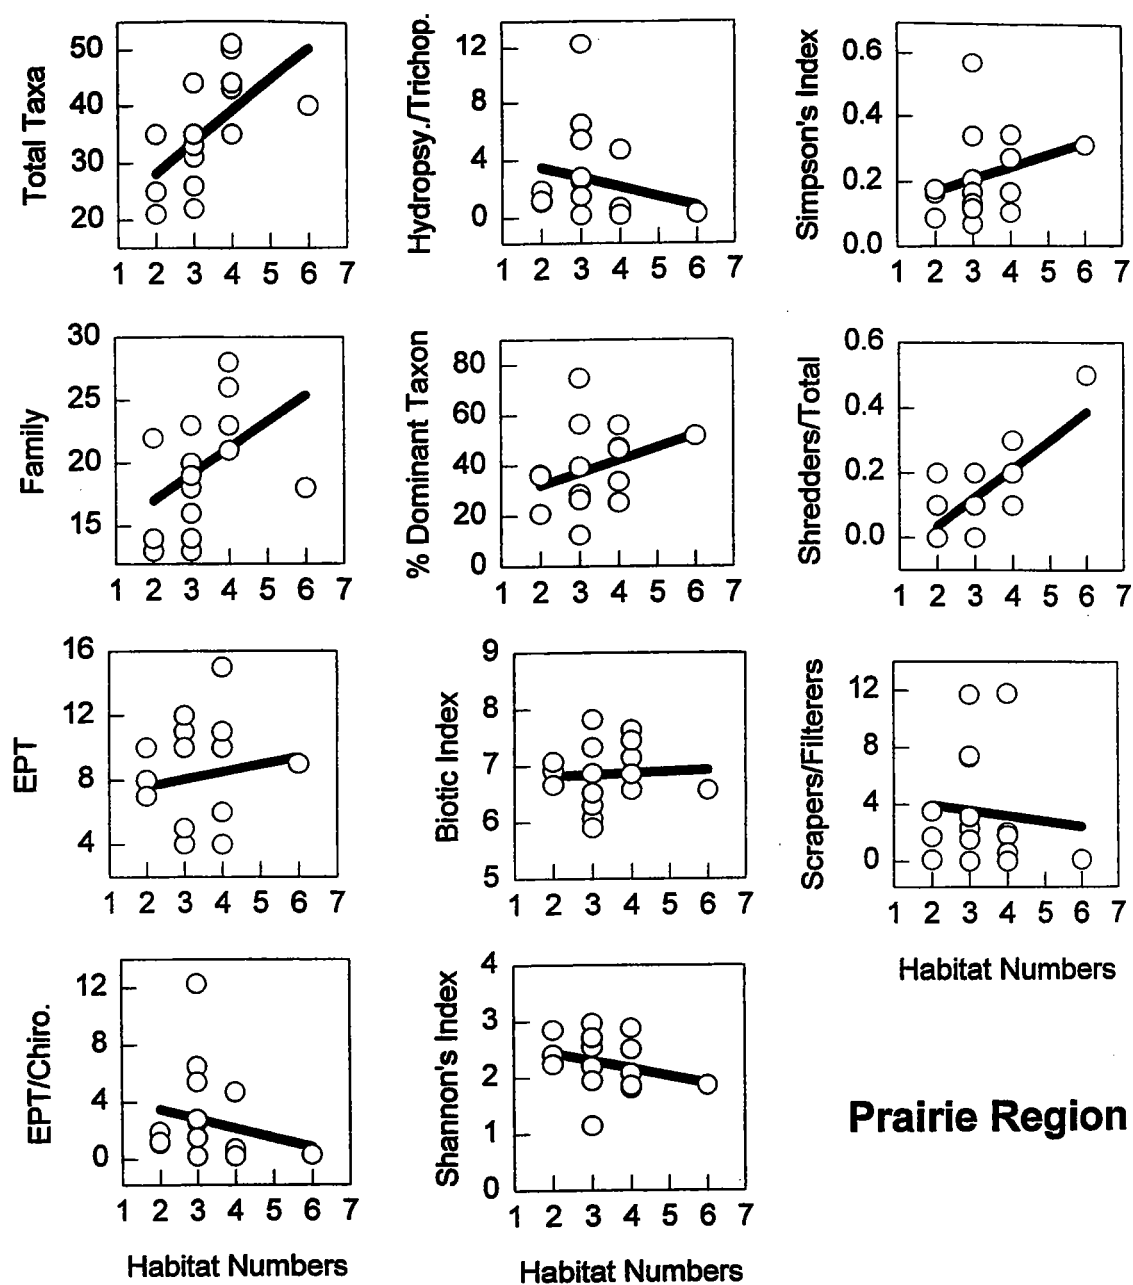 Total Taxa
50
40
30
20
1 2 3 4 5 6 7
Hydropsy./Trichop.
12
8
4
0
1 2 3 4 5 6 7
Simpson's Index
0.6
0.4
0.2
0.0
1 2 3 4 5 6 7
Family
30
25
20
15
1 2 3 4 5 6 7
% Dominant Taxon
80
60
40
20
0
1 2 3 4 5 6 7
Shredders/Total
0.6
0.4
0.2
0.0
1 2 3 4 5 6 7
EPT
16
12
8
4
1 2 3 4 5 6 7
Biotic Index
9
8
7
6
5
1 2 3 4 5 6 7
Scrapers/Filterers
12
8
4
0
1 2 3 4 5 6 7
Habitat Numbers
EPT/Chiro.
12
8
4
0
1 2 3 4 5 6 7
Habitat Numbers
Shannon's Index
4
3
2
1
0
1 2 3 4 5 6 7
Habitat Numbers
Prairie Region